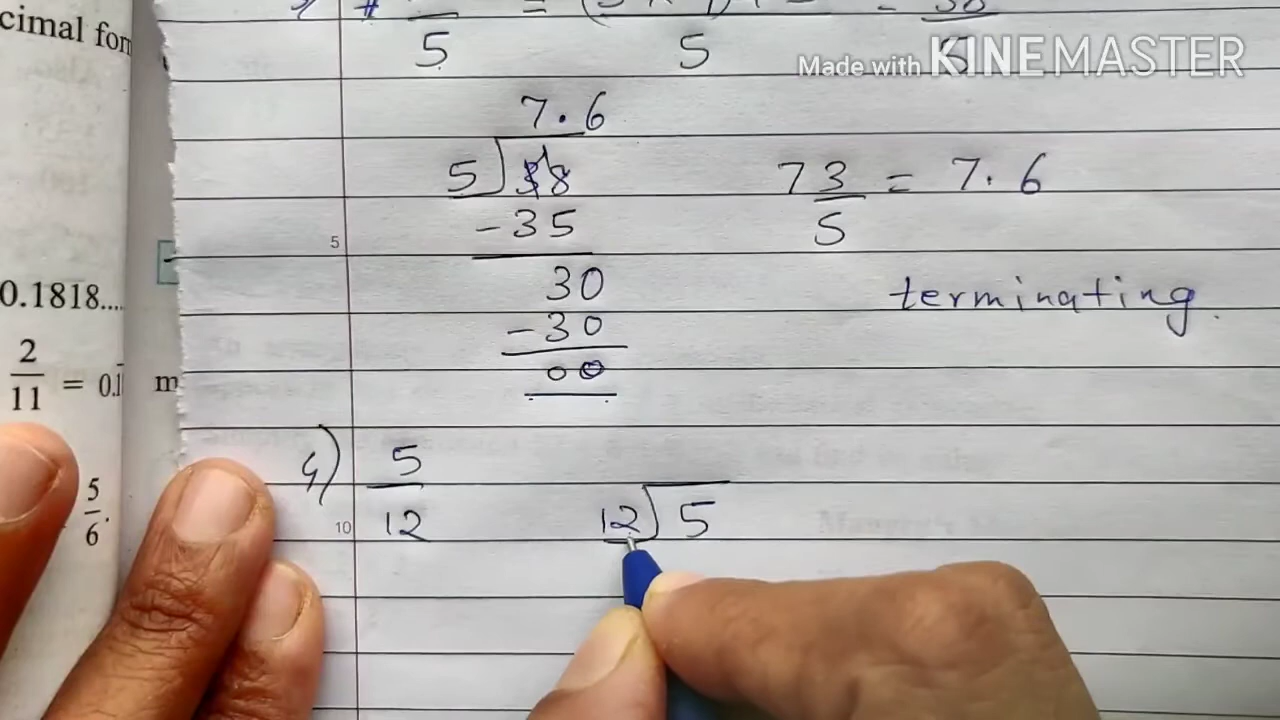 cimal for
5
5
Made with KINEMASTER
7.6
5)38
73/5 = 7.6
-35
5
0.1818....
30
terminating.
-30
2/11 = 0.1
m
00
4) 5/12
12)5
5/6.
10